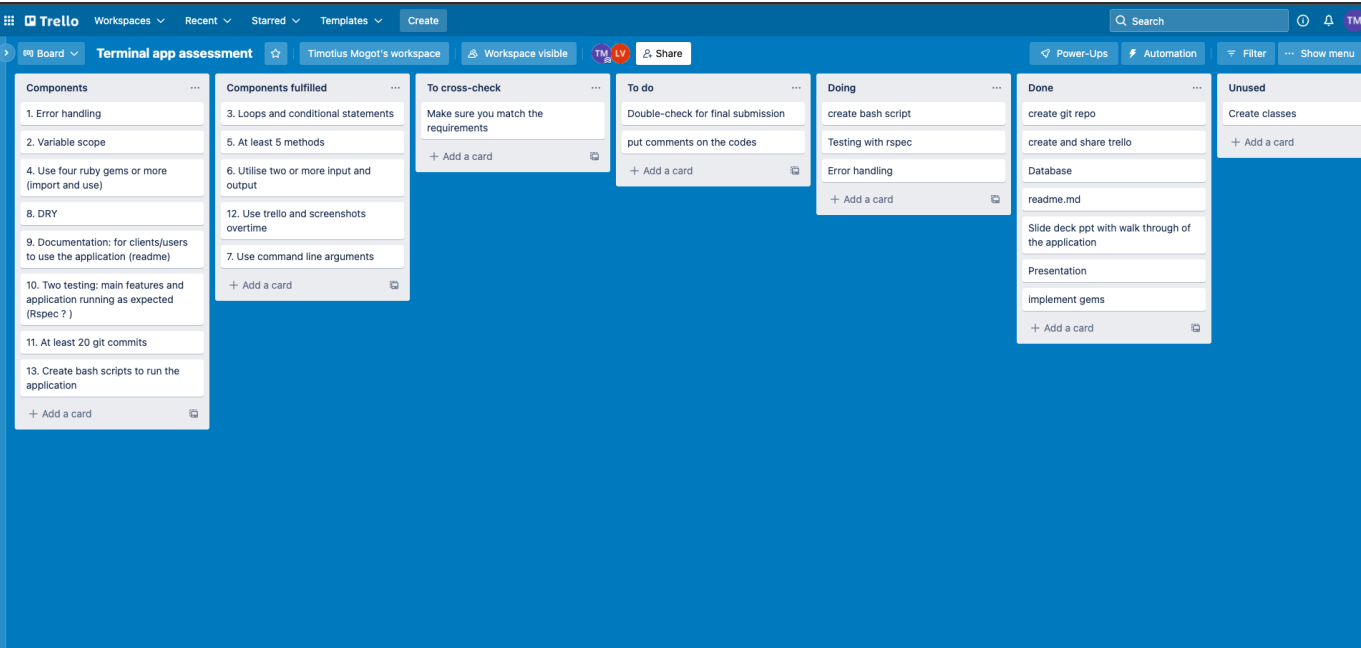 Trello
Workspaces
Recent
Starred
Templates
Create
Search
TM
Board
Terminal app assessment
Timotius Mogot's workspace
Workspace visible
TM
LV
Share
Power-Ups
Automation
Filter
Show menu
Components
1. Error handling
2. Variable scope
4. Use four ruby gems or more
(import and use)
8. DRY
9. Documentation: for clients/users
to use the application (readme)
10. Two testing: main features and
application running as expected
(Rspec ? )
11. At least 20 git commits
13. Create bash scripts to run the
application
+ Add a card
Components fulfilled
3. Loops and conditional statements
5. At least 5 methods
6. Utilise two or more input and
output
12. Use trello and screenshots
overtime
7. Use command line arguments
+ Add a card
To cross-check
Make sure you match the
requirements
+ Add a card
To do
Double-check for final submission
put comments on the codes
+ Add a card
Doing
create bash script
Testing with rspec
Error handling
+ Add a card
Done
create git repo
create and share trello
Database
readme.md
Slide deck ppt with walk through of
the application
Presentation
implement gems
+ Add a card
Unused
Create classes
+ Add a card